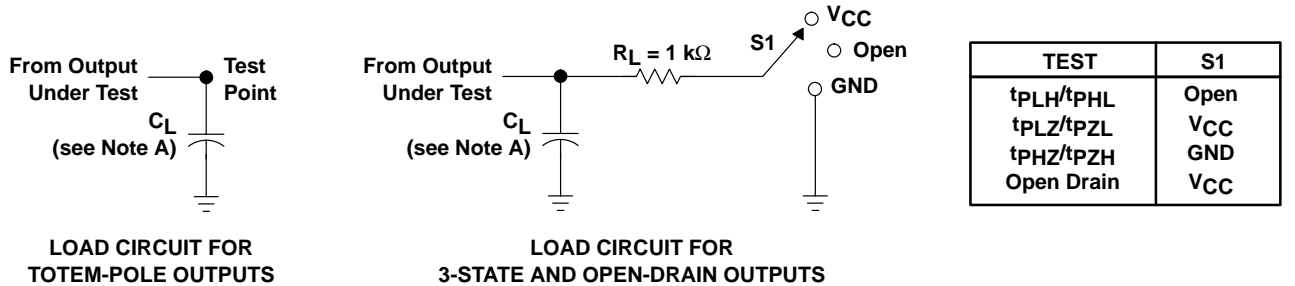 From Output
Under Test
Test
Point
CL
(see Note A)
LOAD CIRCUIT FOR
TOTEM-POLE OUTPUTS
From Output
Under Test
RL = 1 kΩ
S1
VCC
Open
GND
CL
(see Note A)
LOAD CIRCUIT FOR
3-STATE AND OPEN-DRAIN OUTPUTS
TEST S1
tPLH/tPHL Open
tPLZ/tPZL VCC
tPHZ/tPZH GND
Open Drain VCC